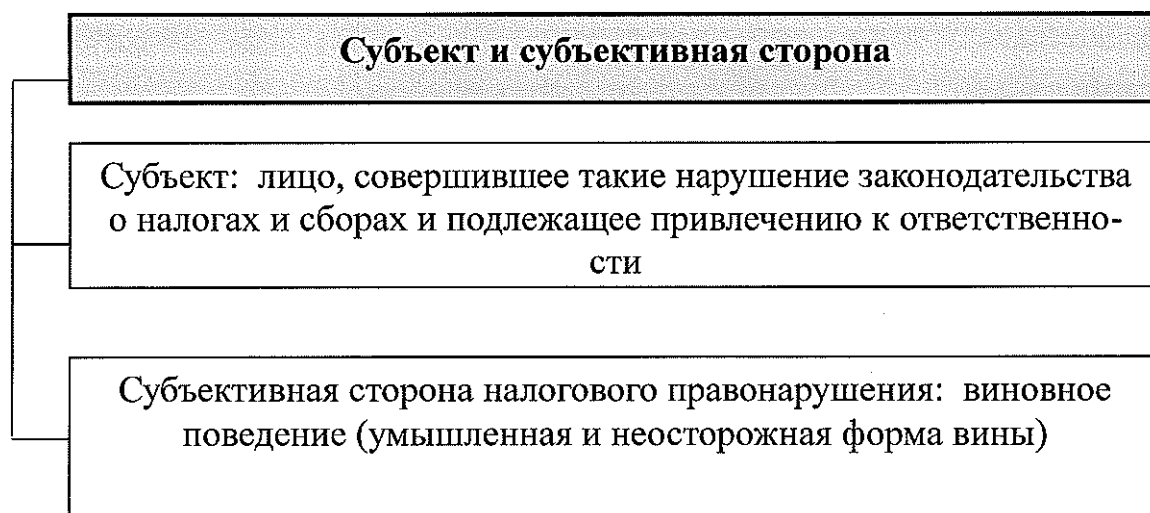 Субъект и субъективная сторона
Субъект: лицо, совершившее такие нарушение законодательства
о налогах и сборах и подлежащее привлечению к ответственно-
сти
Субъективная сторона налогового правонарушения: виновное
поведение (умышленная и неосторожная форма вины)